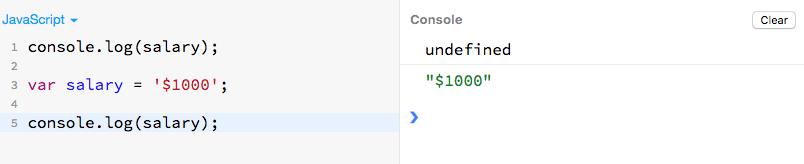 JavaScript
Console
Clear
1 console.log(salary);
2
3 var salary = '$1000';
4
5 console.log(salary);
undefined
"$1000"